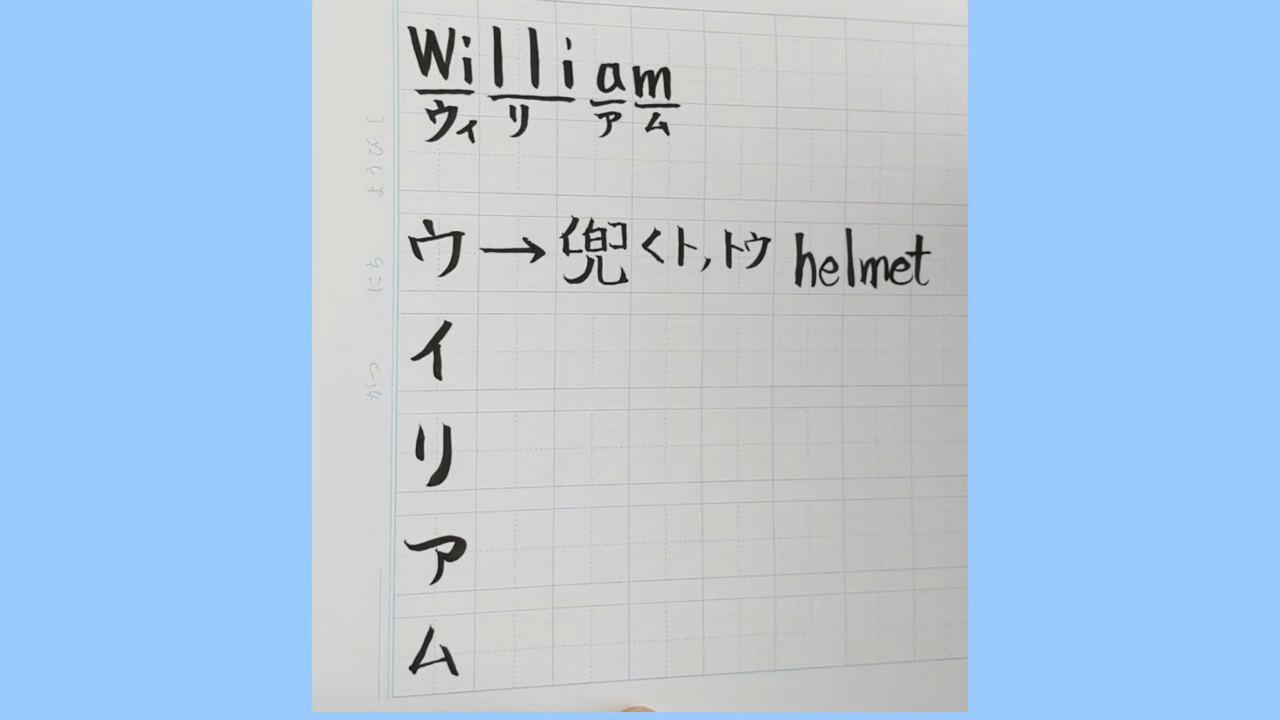 William
ウィ リ ア ム
ウ → 兜 くト, トウ helmet
イ
リ
ア
ム